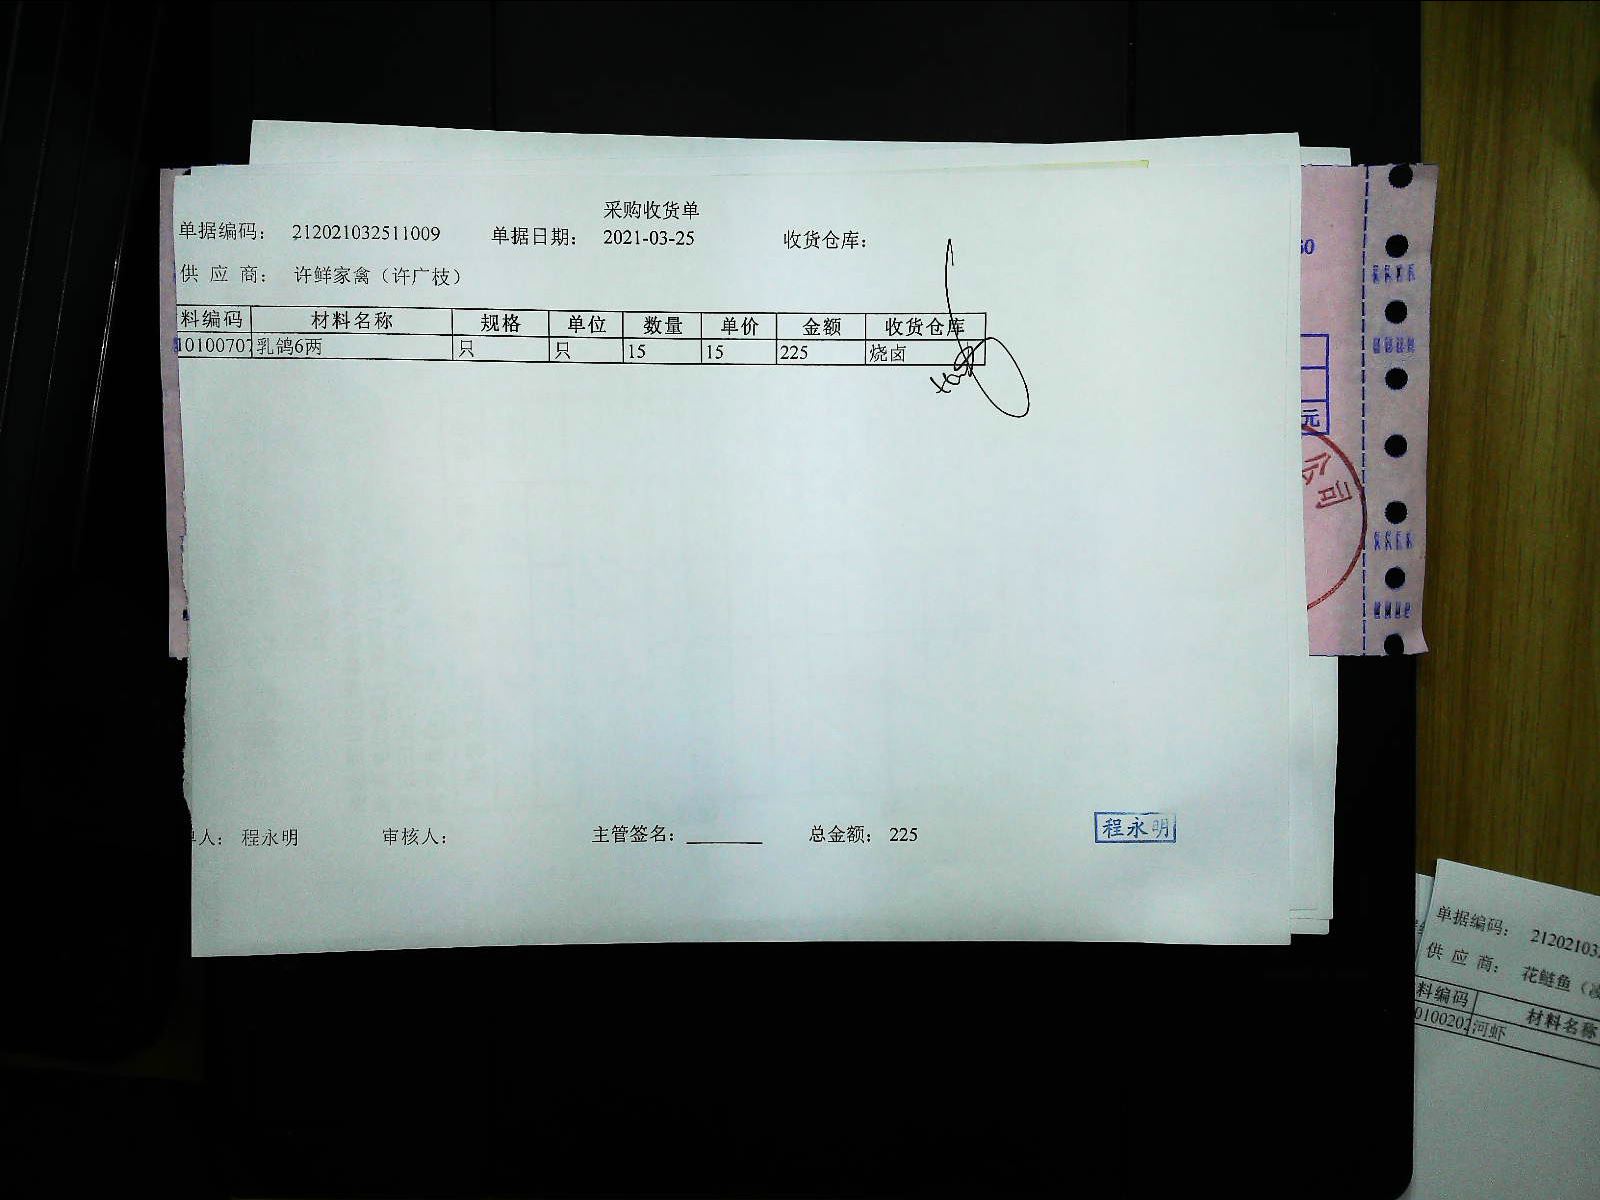 采购收货单
单据编码： 212021032511009 单据日期： 2021-03-25 收货仓库：
供 应 商： 许鲜家禽（许广枝）
料编码 材料名称 规格 单位 数量 单价 金额 收货仓库
10100707 乳鸽6两 只 只 15 15 225 烧卤
人： 程永明 审核人： 主管签名： 总金额： 225
程永明
元
公司
单据编码： 21202103
供 应 商： 花鲢鱼（
料编码 材料名称
0100202 河虾